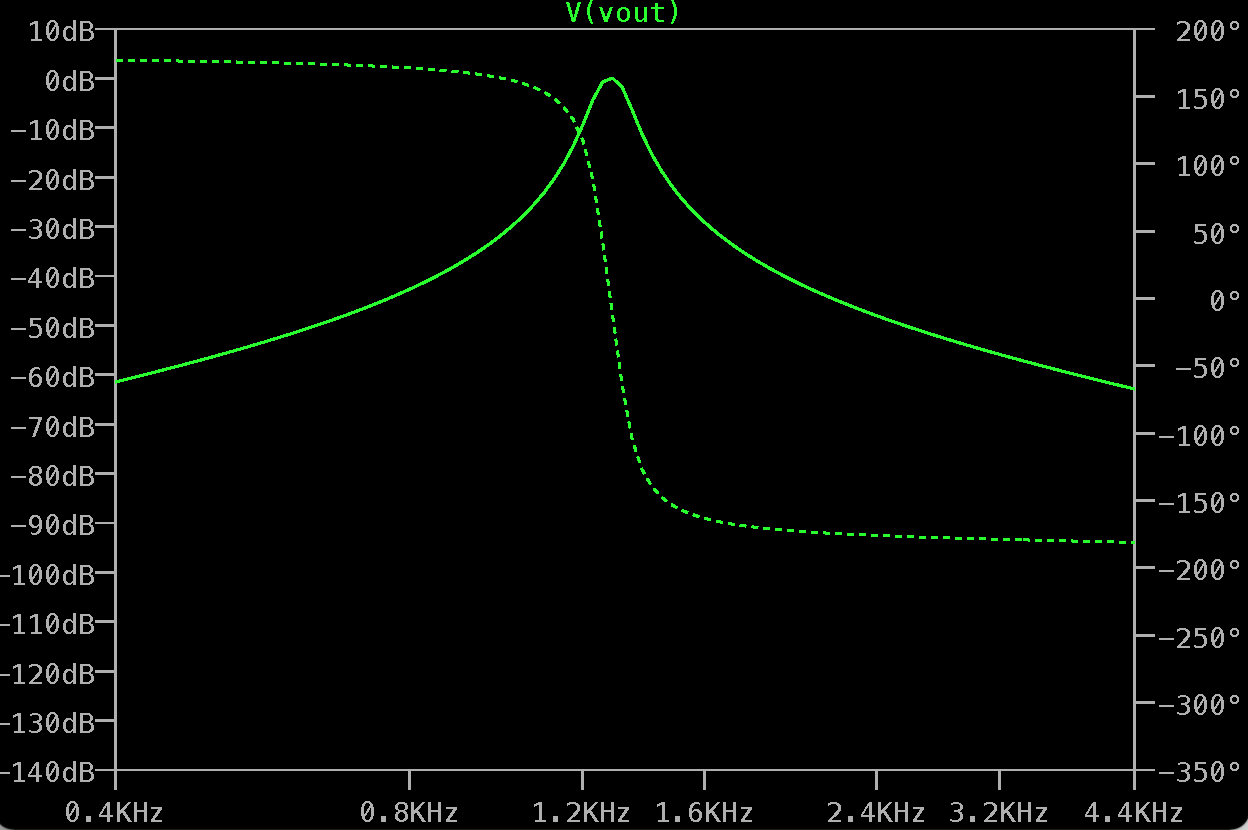 V(vout)
10dB
0dB
−10dB
−20dB
−30dB
−40dB
−50dB
−60dB
−70dB
−80dB
−90dB
−100dB
−110dB
−120dB
−130dB
−140dB
200°
150°
100°
50°
0°
−50°
−100°
−150°
−200°
−250°
−300°
−350°
0.4KHz 0.8KHz 1.2KHz 1.6KHz 2.4KHz 3.2KHz 4.4KHz